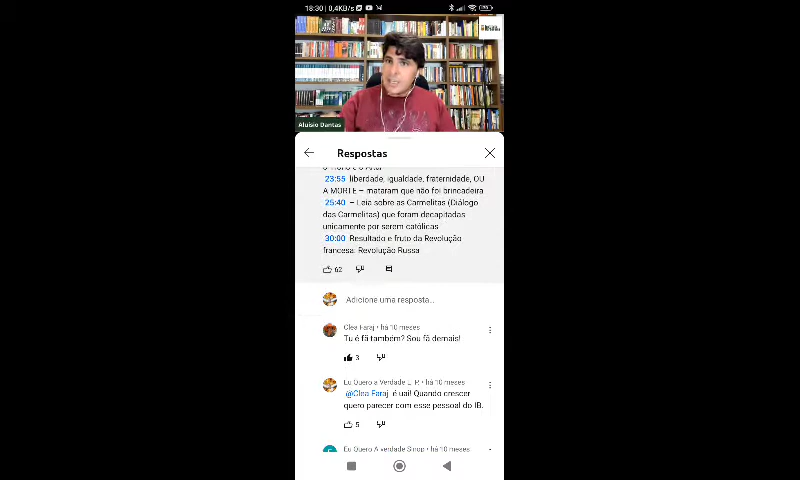 18:30 | 0,4KB/s
Aluisio Dantas
Respostas
23:55 liberdade, igualdade, fraternidade, OU
A MORTE – mataram que não foi brincadeira
25:40 – Leia sobre as Carmelitas (Diálogo
das Carmelitas) que foram decapitadas
unicamente por serem católicas
30:00 Resultado e fruto da Revolução
francesa: Revolução Russa
62
Adicione uma resposta...
Clea Faraj • há 10 meses
Tu é fã também? Sou fã demais!
3
Eu Quero a Verdade E. P. • há 10 meses
@Clea Faraj é uai! Quando crescer
quero parecer com esse pessoal do IB.
5
Eu Quero A verdade Sinop • há 10 meses